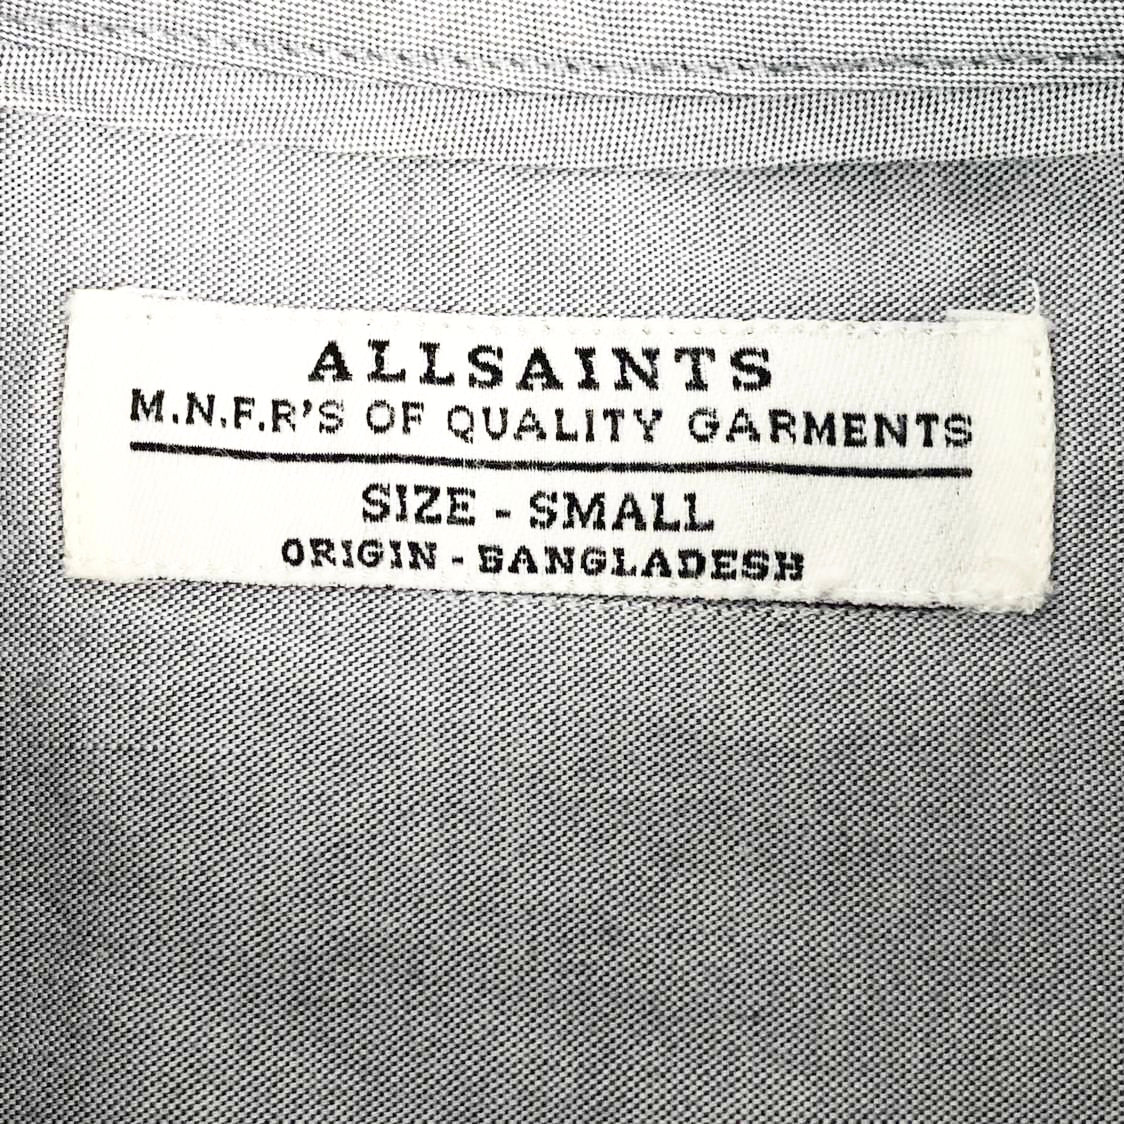 ALLSAINTS
M.N.F.R'S OF QUALITY GARMENTS
SIZE - SMALL
ORIGIN - BANGLADESH